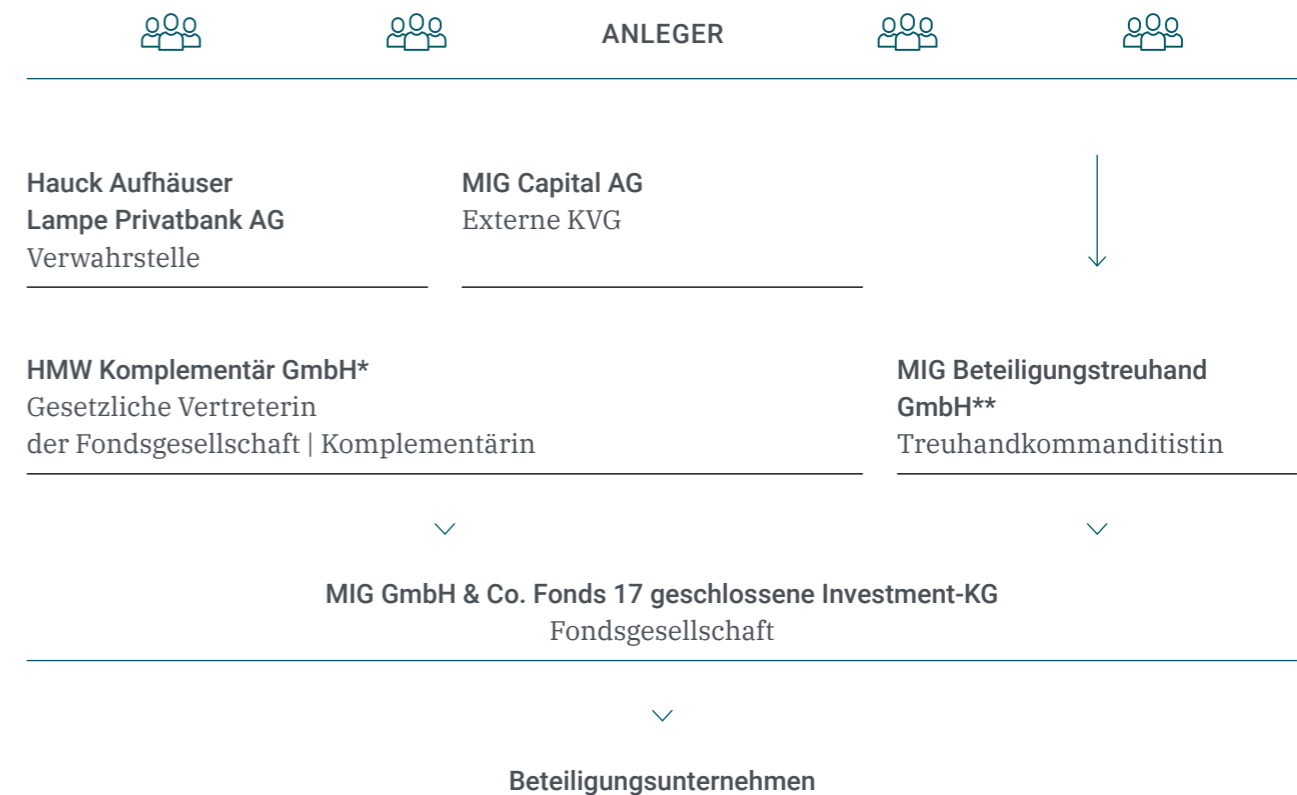 ANLEGER
Hauck Aufhäuser
Lampe Privatbank AG
Verwahrstelle
MIG Capital AG
Externe KVG
HMW Komplementär GmbH*
Gesetzliche Vertreterin
der Fondsgesellschaft | Komplementärin
MIG Beteiligungstreuhand
GmbH**
Treuhandkommanditistin
MIG GmbH & Co. Fonds 17 geschlossene Investment-KG
Fondsgesellschaft
Beteiligungsunternehmen